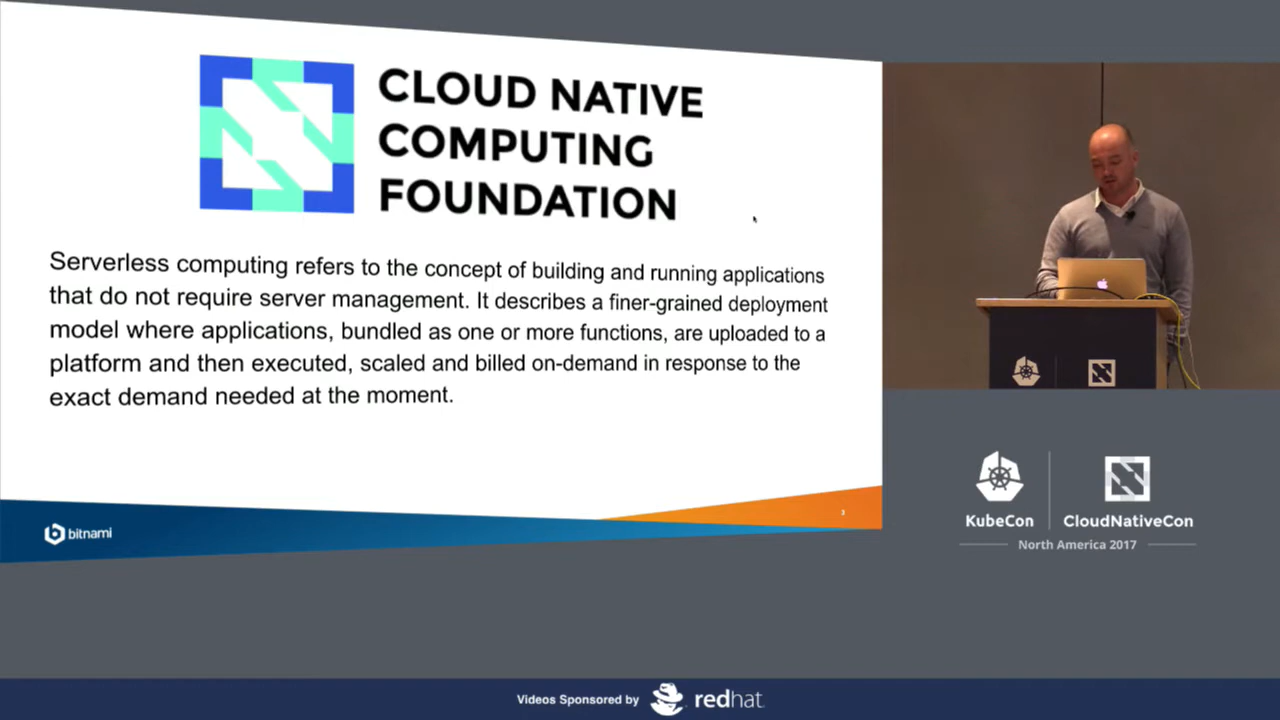 CLOUD NATIVE
COMPUTING
FOUNDATION
Serverless computing refers to the concept of building and running applications
that do not require server management. It describes a finer-grained deployment
model where applications, bundled as one or more functions, are uploaded to a
platform and then executed, scaled and billed on-demand in response to the
exact demand needed at the moment.
3
bitnami
KubeCon
CloudNativeCon
North America 2017
Videos Sponsored by
redhat.